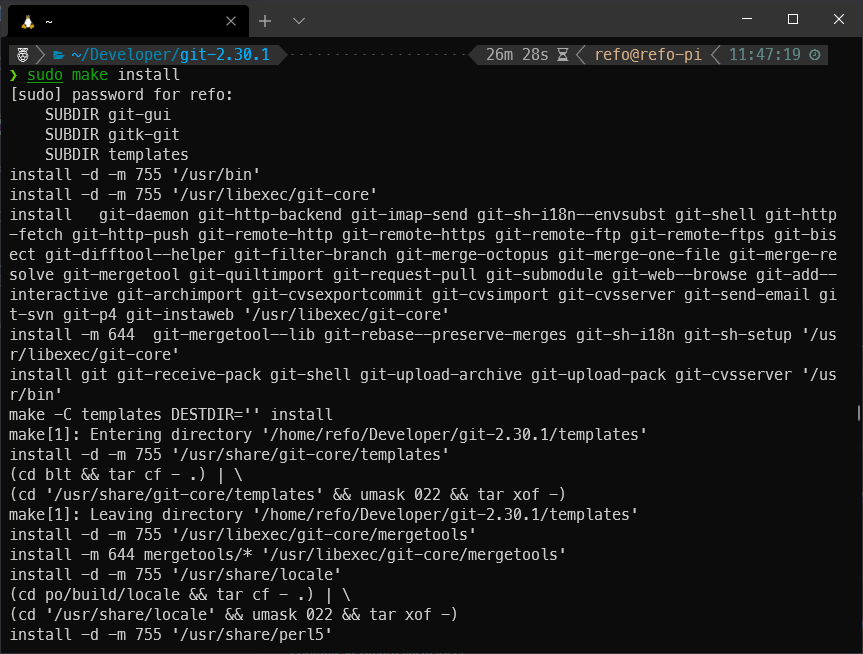 ~
~/Developer/git-2.30.1 26m 28s refo@refo-pi 11:47:19
❯ sudo make install
[sudo] password for refo:
    SUBDIR git-gui
    SUBDIR gitk-git
    SUBDIR templates
install -d -m 755 '/usr/bin'
install -d -m 755 '/usr/libexec/git-core'
install   git-daemon git-http-backend git-imap-send git-sh-i18n--envsubst git-shell git-http
-fetch git-http-push git-remote-http git-remote-https git-remote-ftp git-remote-ftps git-bis
ect git-difftool--helper git-filter-branch git-merge-octopus git-merge-one-file git-merge-re
solve git-mergetool git-quiltimport git-request-pull git-submodule git-web--browse git-add--
interactive git-archimport git-cvsexportcommit git-cvsimport git-cvsserver git-send-email gi
t-svn git-p4 git-instaweb '/usr/libexec/git-core'
install -m 644  git-mergetool--lib git-rebase--preserve-merges git-sh-i18n git-sh-setup '/us
r/libexec/git-core'
install git git-receive-pack git-shell git-upload-archive git-upload-pack git-cvsserver '/us
r/bin'
make -C templates DESTDIR='' install
make[1]: Entering directory '/home/refo/Developer/git-2.30.1/templates'
install -d -m 755 '/usr/share/git-core/templates'
(cd blt && tar cf - .) | \
(cd '/usr/share/git-core/templates' && umask 022 && tar xof -)
make[1]: Leaving directory '/home/refo/Developer/git-2.30.1/templates'
install -d -m 755 '/usr/libexec/git-core/mergetools'
install -m 644 mergetools/* '/usr/libexec/git-core/mergetools'
install -d -m 755 '/usr/share/locale'
(cd po/build/locale && tar cf - .) | \
(cd '/usr/share/locale' && umask 022 && tar xof -)
install -d -m 755 '/usr/share/perl5'